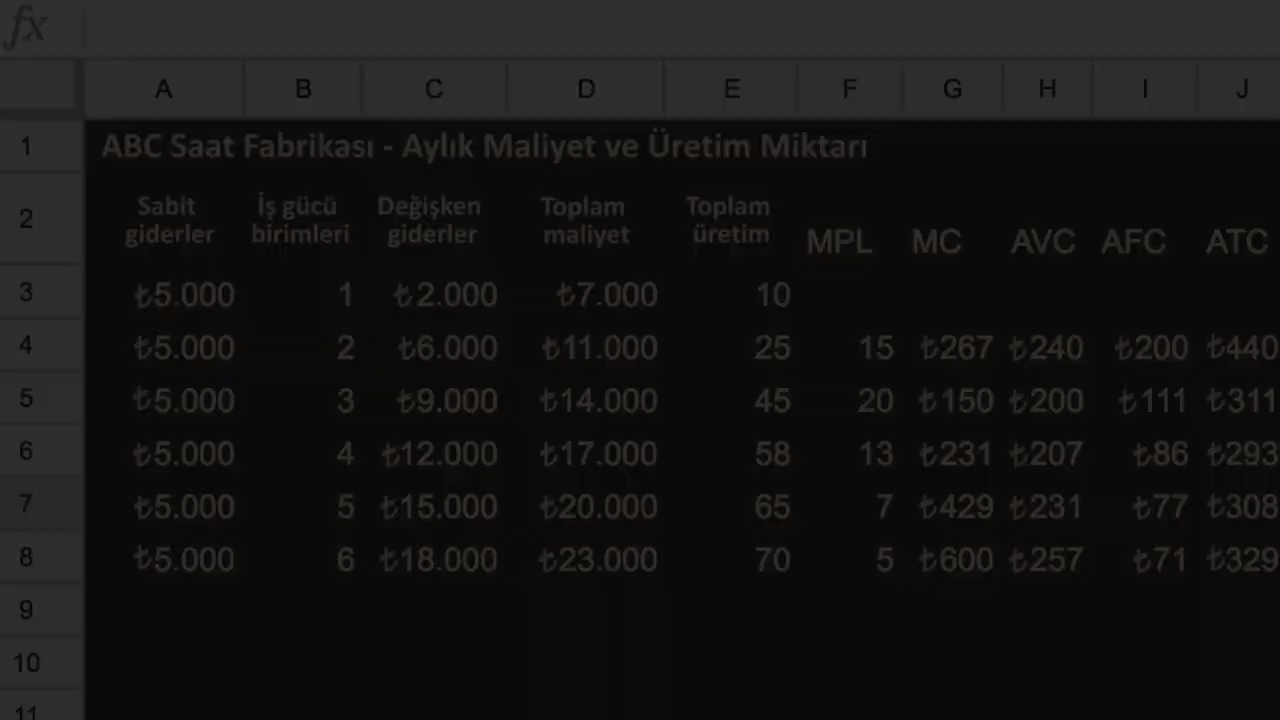 fx
A B C D E F G H I J
1 ABC Saat Fabrikası - Aylık Maliyet ve Üretim Miktarı
2 Sabit giderler İş gücü birimleri Değişken giderler Toplam maliyet Toplam üretim MPL MC AVC AFC ATC
3 ₺5.000 1 ₺2.000 ₺7.000 10
4 ₺5.000 2 ₺6.000 ₺11.000 25 15 ₺267 ₺240 ₺200 ₺440
5 ₺5.000 3 ₺9.000 ₺14.000 45 20 ₺150 ₺200 ₺111 ₺311
6 ₺5.000 4 ₺12.000 ₺17.000 58 13 ₺231 ₺207 ₺86 ₺293
7 ₺5.000 5 ₺15.000 ₺20.000 65 7 ₺429 ₺231 ₺77 ₺308
8 ₺5.000 6 ₺18.000 ₺23.000 70 5 ₺600 ₺257 ₺71 ₺329
9
10
11